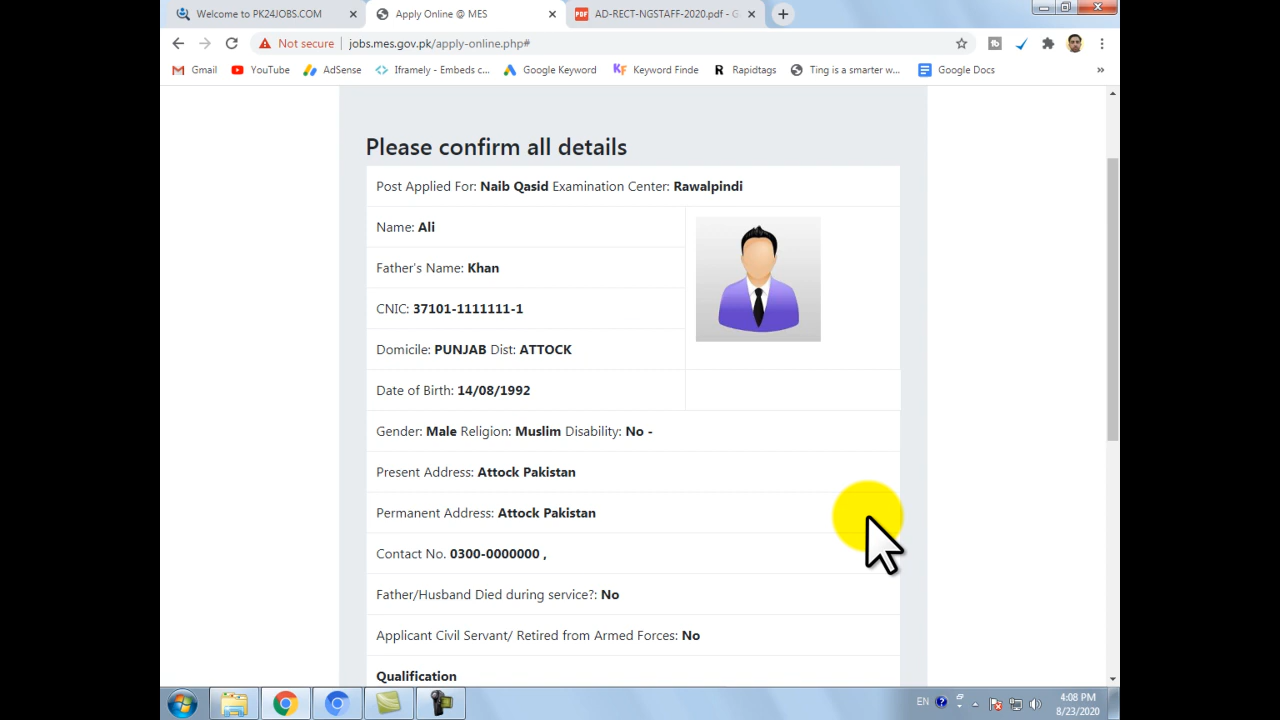 Welcome to PK24JOBS.COM
Apply Online @ MES
PDF AD-RECT-NGSTAFF-2020.pdf - G
Not secure jobs.mes.gov.pk/apply-online.php#
Gmail YouTube AdSense Iframely - Embeds c... Google Keyword Keyword Finde Rapidtags Ting is a smarter w... Google Docs »
Please confirm all details
Post Applied For: Naib Qasid Examination Center: Rawalpindi
Name: Ali
Father's Name: Khan
CNIC: 37101-1111111-1
Domicile: PUNJAB Dist: ATTOCK
Date of Birth: 14/08/1992
Gender: Male Religion: Muslim Disability: No -
Present Address: Attock Pakistan
Permanent Address: Attock Pakistan
Contact No. 0300-0000000 ,
Father/Husband Died during service?: No
Applicant Civil Servant/ Retired from Armed Forces: No
Qualification
EN
4:08 PM
8/23/2020